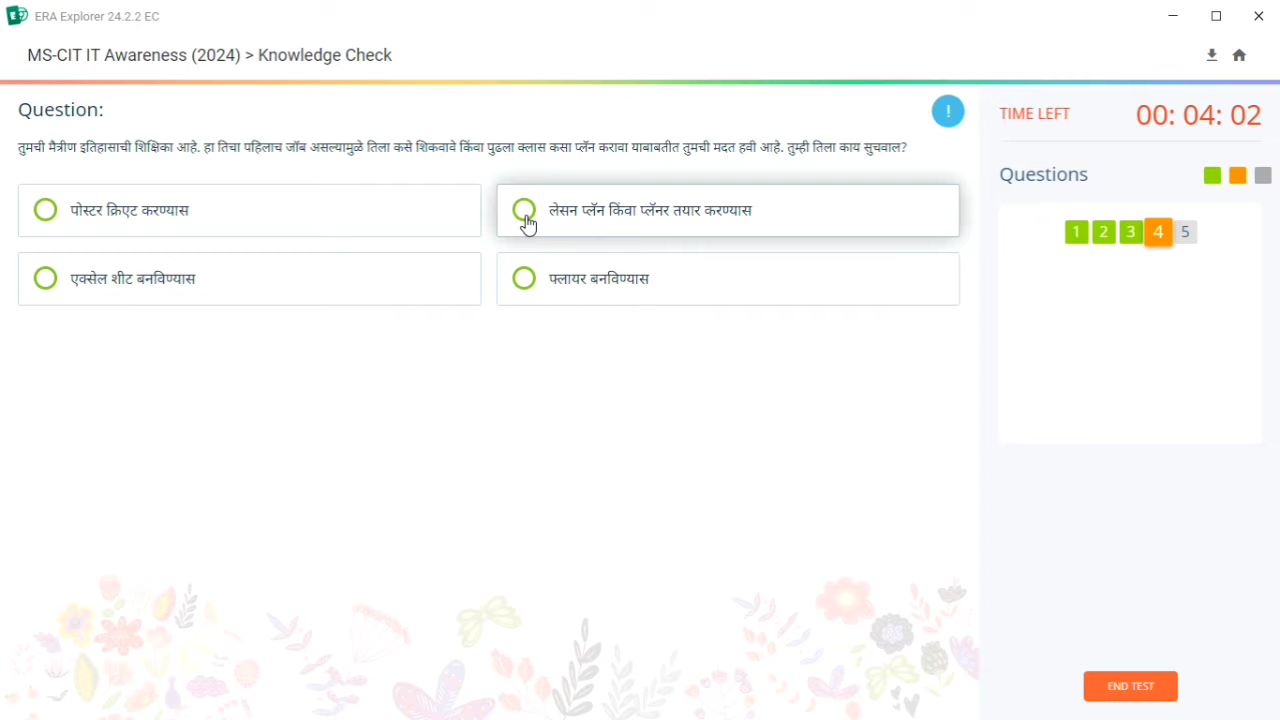 ERA Explorer 24.2.2 EC
MS-CIT IT Awareness (2024) > Knowledge Check
Question:
!
तुमची मैत्रीण इतिहासाची शिक्षिका आहे. हा तिचा पहिलाच जॉब असल्यामुळे तिला कसे शिकवावे किंवा पुढला क्लास कसा प्लॅन करावा याबाबतीत तुमची मदत हवी आहे. तुम्ही तिला काय सुचवाल?
पोस्टर क्रिएट करण्यास
लेसन प्लॅन किंवा प्लॅनर तयार करण्यास
एक्सेल शीट बनविण्यास
फ्लायर बनविण्यास
TIME LEFT 00: 04: 02
Questions
1 2 3 4 5
END TEST